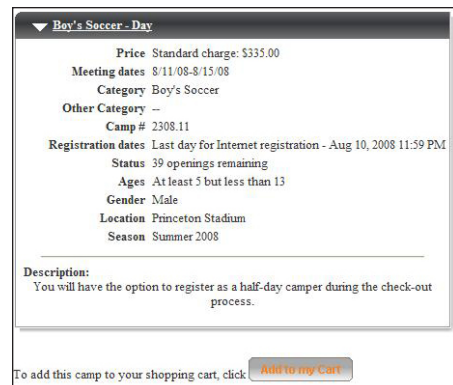 Boy's Soccer - Day
Price Standard charge: $335.00
Meeting dates 8/11/08-8/15/08
Category Boy's Soccer
Other Category --
Camp # 2308.11
Registration dates Last day for Internet registration - Aug 10, 2008 11:59 PM
Status 39 openings remaining
Ages At least 5 but less than 13
Gender Male
Location Princeton Stadium
Season Summer 2008
Description:
You will have the option to register as a half-day camper during the check-out
process.
To add this camp to your shopping cart, click Add to my Cart